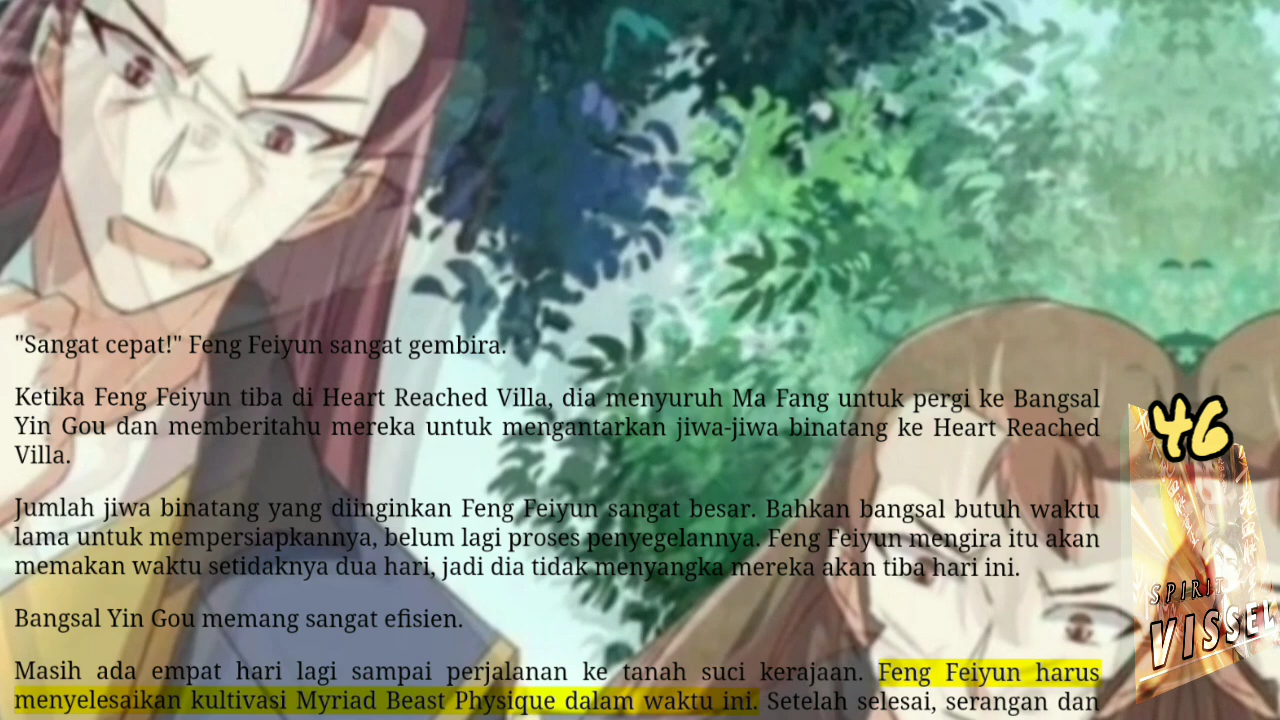 "Sangat cepat!" Feng Feiyun sangat gembira.
Ketika Feng Feiyun tiba di Heart Reached Villa, dia menyuruh Ma Fang untuk pergi ke Bangsal
Yin Gou dan memberitahu mereka untuk mengantarkan jiwa-jiwa binatang ke Heart Reached
Villa.
Jumlah jiwa binatang yang diinginkan Feng Feiyun sangat besar. Bahkan bangsal butuh waktu
lama untuk mempersiapkannya, belum lagi proses penyegelannya. Feng Feiyun mengira itu akan
memakan waktu setidaknya dua hari, jadi dia tidak menyangka mereka akan tiba hari ini.
Bangsal Yin Gou memang sangat efisien.
Masih ada empat hari lagi sampai perjalanan ke tanah suci kerajaan. Feng Feiyun harus
menyelesaikan kultivasi Myriad Beast Physique dalam waktu ini. Setelah selesai, serangan dan
46
SPIRIT
VISSEL